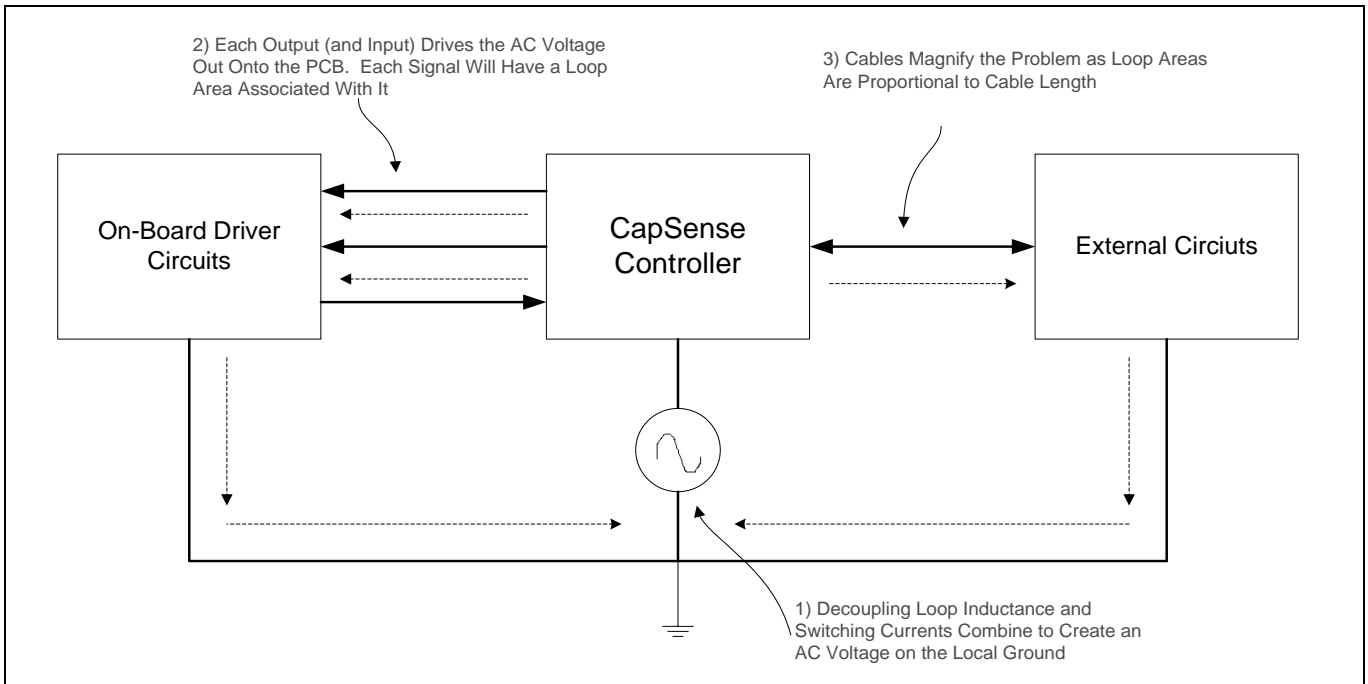 2) Each Output (and Input) Drives the AC Voltage
Out Onto the PCB.  Each Signal Will Have a Loop
Area Associated With It
3) Cables Magnify the Problem as Loop Areas
Are Proportional to Cable Length
On-Board Driver
Circuits
CapSense
Controller
External Circiuts
1) Decoupling Loop Inductance and
Switching Currents Combine to Create an
AC Voltage on the Local Ground